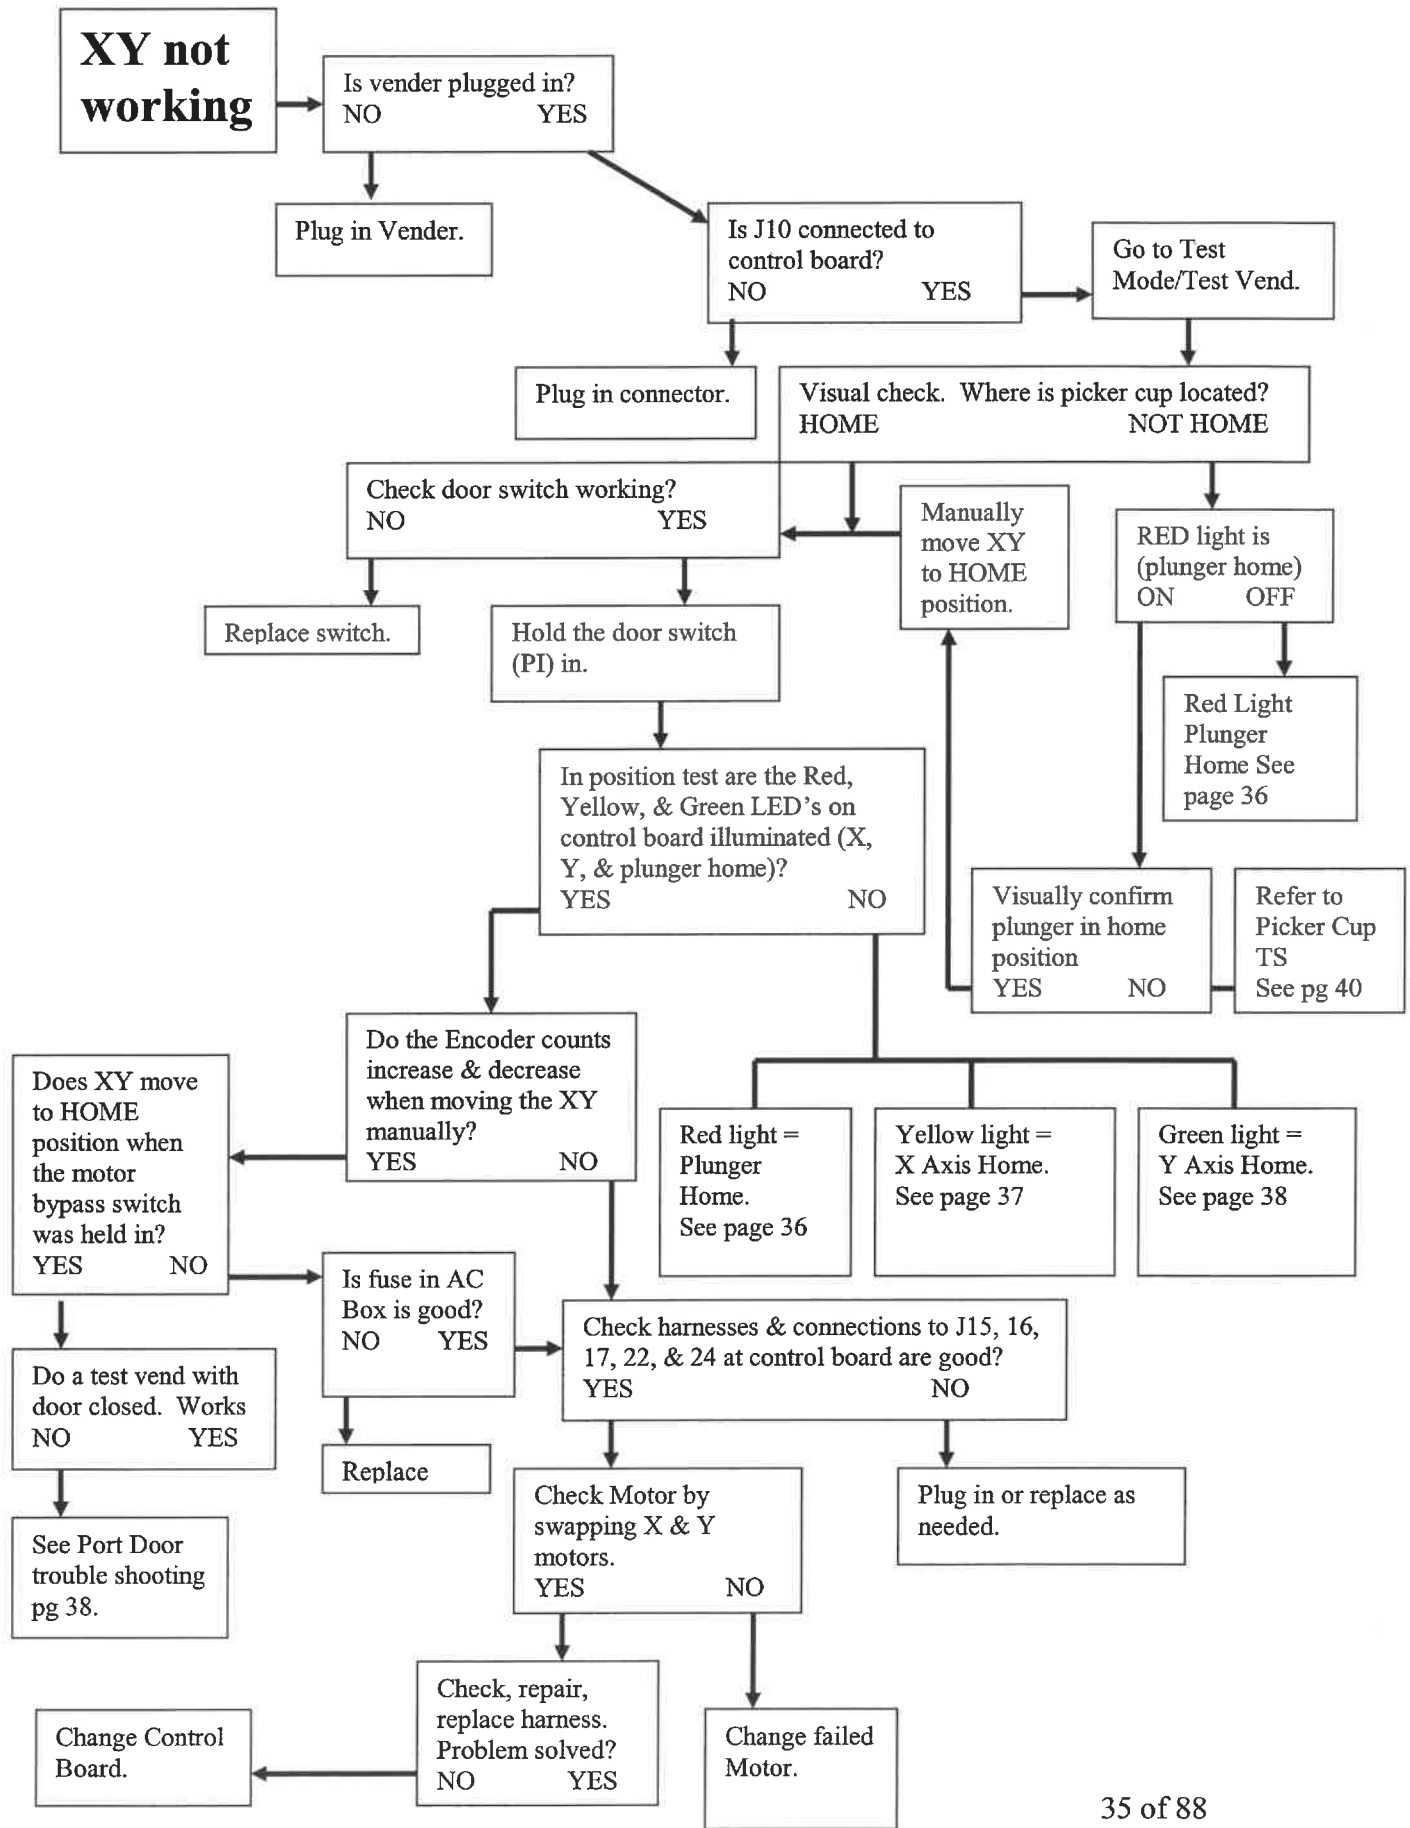 XY not
working
Is vender plugged in?
NO YES
Plug in Vender.
Is J10 connected to
control board?
NO YES
Go to Test
Mode/Test Vend.
Plug in connector.
Visual check. Where is picker cup located?
HOME NOT HOME
Check door switch working?
NO YES
Manually
move XY
to HOME
position.
RED light is
(plunger home)
ON OFF
Replace switch.
Hold the door switch
(PI) in.
Red Light
Plunger
Home See
page 36
In position test are the Red,
Yellow, & Green LED's on
control board illuminated (X,
Y, & plunger home)?
YES NO
Visually confirm
plunger in home
position
YES NO
Refer to
Picker Cup
TS
See pg 40
Do the Encoder counts
increase & decrease
when moving the XY
manually?
YES NO
Does XY move
to HOME
position when
the motor
bypass switch
was held in?
YES NO
Red light =
Plunger
Home.
See page 36
Yellow light =
X Axis Home.
See page 37
Green light =
Y Axis Home.
See page 38
Is fuse in AC
Box is good?
NO YES
Check harnesses & connections to J15, 16,
17, 22, & 24 at control board are good?
YES NO
Do a test vend with
door closed. Works
NO YES
Replace
Check Motor by
swapping X & Y
motors.
YES NO
Plug in or replace as
needed.
See Port Door
trouble shooting
pg 38.
Check, repair,
replace harness.
Problem solved?
NO YES
Change Control
Board.
Change failed
Motor.
35 of 88